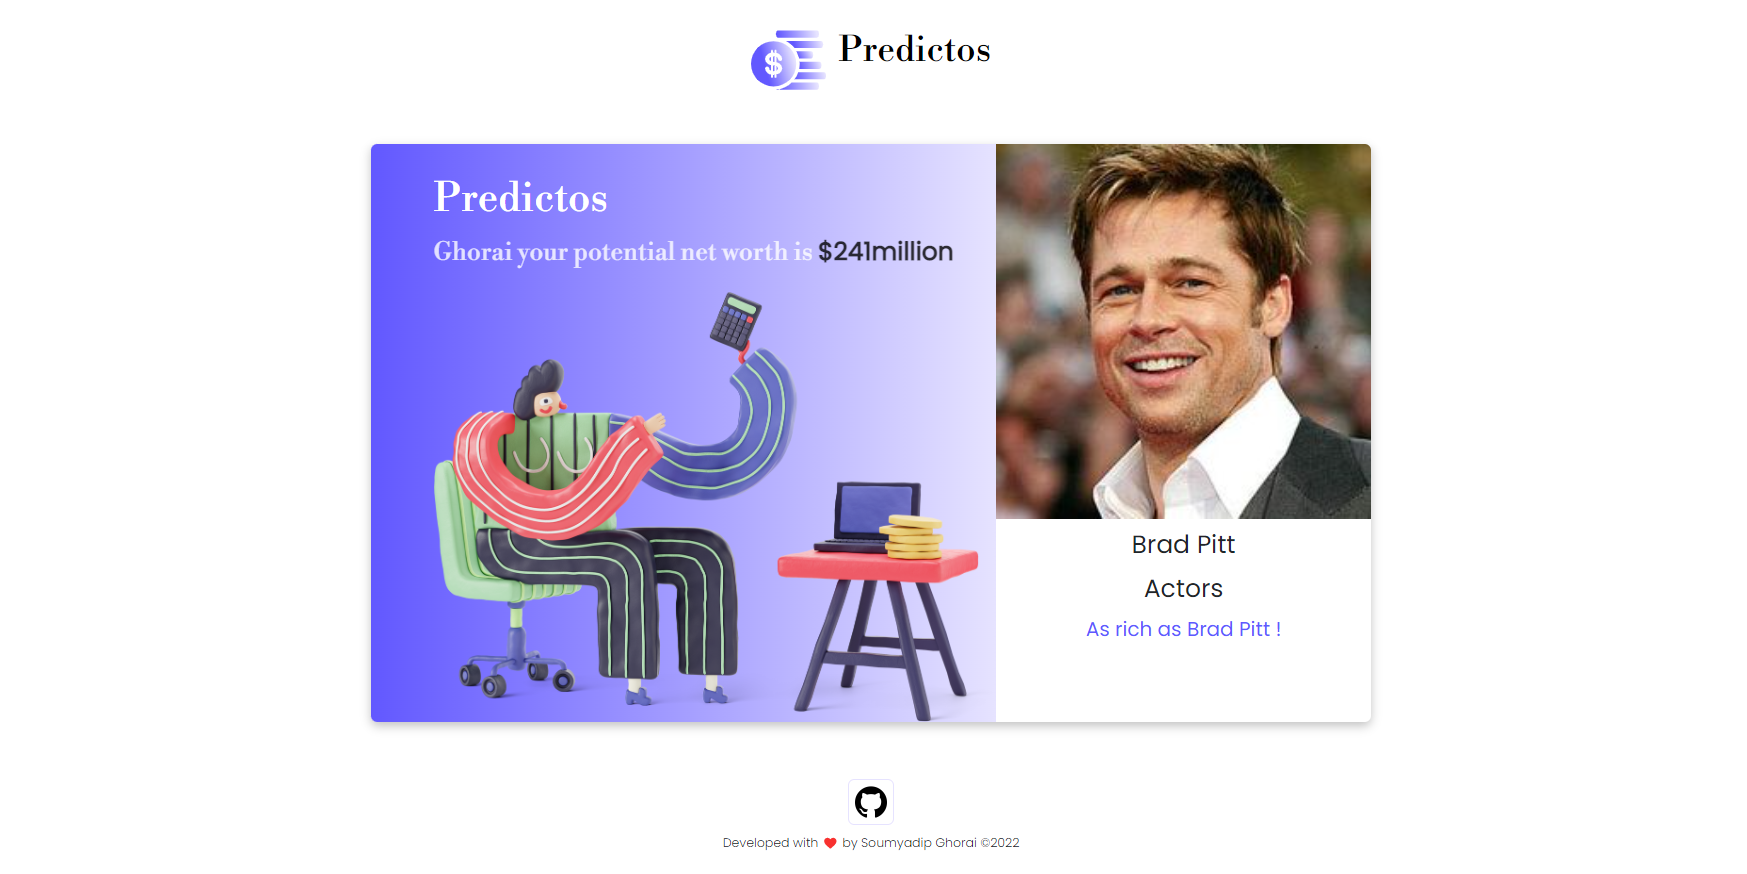 $
Predictos
Predictos
Ghorai your potential net worth is $241million
Brad Pitt
Actors
As rich as Brad Pitt !
Developed with ❤ by Soumyadip Ghorai ©2022